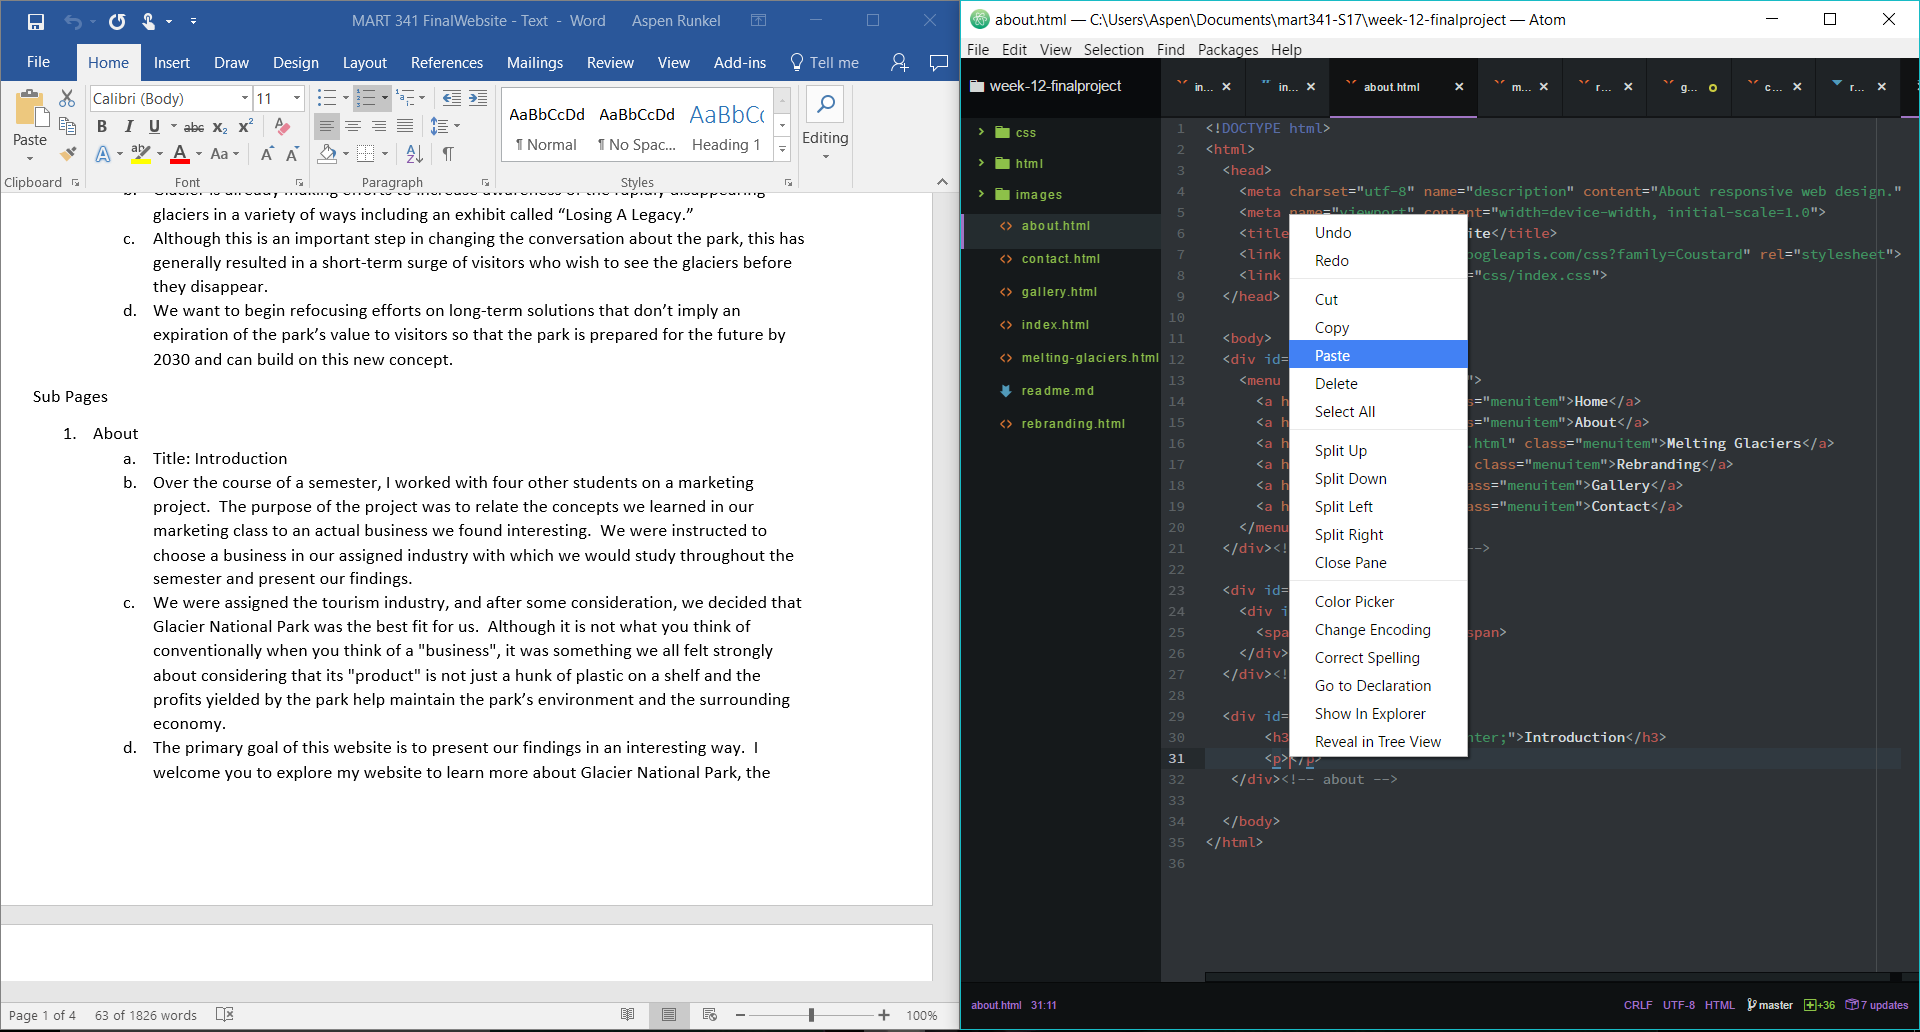 MART 341 FinalWebsite - Text - Word Aspen Runkel
File Home Insert Draw Design Layout References Mailings Review View Add-ins Tell me
Paste
Calibri (Body) 11
B I U abc x₂ x²
A aby A Aa A A
AaBbCcDd AaBbCcDd AaBbCc
¶ Normal ¶ No Spac... Heading 1
Editing
Clipboard Font Paragraph Styles
b. Glacier is already making efforts to increase awareness of the rapidly disappearing
glaciers in a variety of ways including an exhibit called “Losing A Legacy.”
c. Although this is an important step in changing the conversation about the park, this has
generally resulted in a short-term surge of visitors who wish to see the glaciers before
they disappear.
d. We want to begin refocusing efforts on long-term solutions that don’t imply an
expiration of the park’s value to visitors so that the park is prepared for the future by
2030 and can build on this new concept.
Sub Pages
1. About
a. Title: Introduction
b. Over the course of a semester, I worked with four other students on a marketing
project.  The purpose of the project was to relate the concepts we learned in our
marketing class to an actual business we found interesting.  We were instructed to
choose a business in our assigned industry with which we would study throughout the
semester and present our findings.
c. We were assigned the tourism industry, and after some consideration, we decided that
Glacier National Park was the best fit for us.  Although it is not what you think of
conventionally when you think of a "business", it was something we all felt strongly
about considering that its "product" is not just a hunk of plastic on a shelf and the
profits yielded by the park help maintain the park’s environment and the surrounding
economy.
d. The primary goal of this website is to present our findings in an interesting way.  I
welcome you to explore my website to learn more about Glacier National Park, the
Page 1 of 4 63 of 1826 words 100%
about.html — C:\Users\Aspen\Documents\mart341-S17\week-12-finalproject — Atom
File Edit View Selection Find Packages Help
week-12-finalproject
in... in... about.html m... r... g... c... r...
css
html
images
about.html
contact.html
gallery.html
index.html
melting-glaciers.html
readme.md
rebranding.html
1 <!DOCTYPE html>
2 <html>
3 <head>
4 <meta charset="utf-8" name="description" content="About responsive web design."
5 <meta name="viewport" content="width=device-width, initial-scale=1.0">
6 <title ite</title>
7 <link ogleapis.com/css?family=Coustard" rel="stylesheet">
8 <link ="css/index.css">
9 </head>
10
11 <body>
12 <div id=
13 <menu ">
14 <a h s="menuitem">Home</a>
15 <a h s="menuitem">About</a>
16 <a h .html" class="menuitem">Melting Glaciers</a>
17 <a h class="menuitem">Rebranding</a>
18 <a h ass="menuitem">Gallery</a>
19 <a h ass="menuitem">Contact</a>
20 </menu
21 </div><! -->
22
23 <div id=
24 <div i
25 <spa span>
26 </div>
27 </div><!
28
29 <div id=
30 <h3 nter;">Introduction</h3>
31 <p></p>
32 </div><!-- about -->
33
34 </body>
35 </html>
36
Undo
Redo
Cut
Copy
Paste
Delete
Select All
Split Up
Split Down
Split Left
Split Right
Close Pane
Color Picker
Change Encoding
Correct Spelling
Go to Declaration
Show In Explorer
Reveal in Tree View
about.html 31:11 CRLF UTF-8 HTML master +36 7 updates